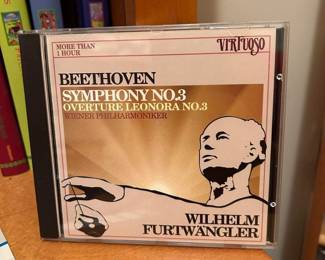 MORE THAN
1 HOUR
VIRTUOSO
BEETHOVEN
SYMPHONY NO.3
OVERTURE LEONORA NO.3
WIENER PHILHARMONIKER
WILHELM
FURTWÄNGLER